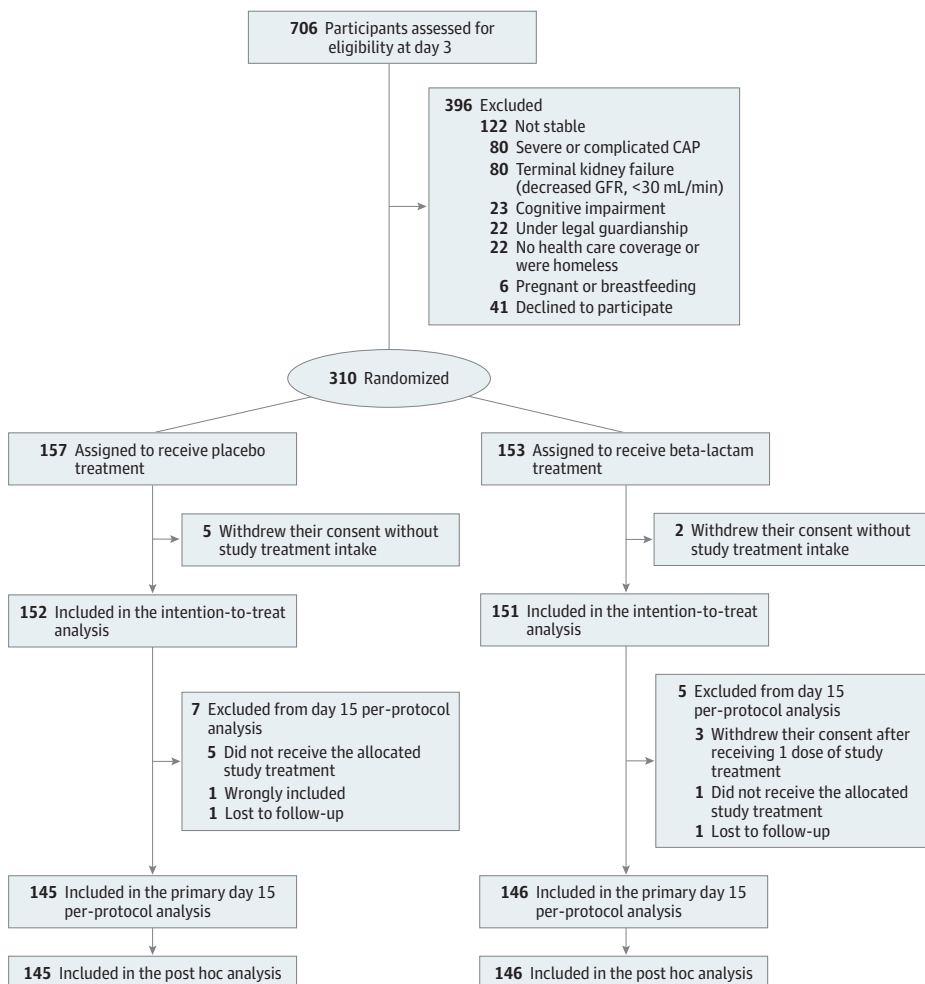 706 Participants assessed for
eligibility at day 3
396 Excluded
122 Not stable
80 Severe or complicated CAP
80 Terminal kidney failure
(decreased GFR, <30 mL/min)
23 Cognitive impairment
22 Under legal guardianship
22 No health care coverage or
were homeless
6 Pregnant or breastfeeding
41 Declined to participate
310 Randomized
157 Assigned to receive placebo
treatment
153 Assigned to receive beta-lactam
treatment
5 Withdrew their consent without
study treatment intake
2 Withdrew their consent without
study treatment intake
152 Included in the intention-to-treat
analysis
151 Included in the intention-to-treat
analysis
7 Excluded from day 15 per-protocol
analysis
5 Did not receive the allocated
study treatment
1 Wrongly included
1 Lost to follow-up
5 Excluded from day 15
per-protocol analysis
3 Withdrew their consent after
receiving 1 dose of study
treatment
1 Did not receive the allocated
study treatment
1 Lost to follow-up
145 Included in the primary day 15
per-protocol analysis
146 Included in the primary day 15
per-protocol analysis
145 Included in the post hoc analysis
146 Included in the post hoc analysis